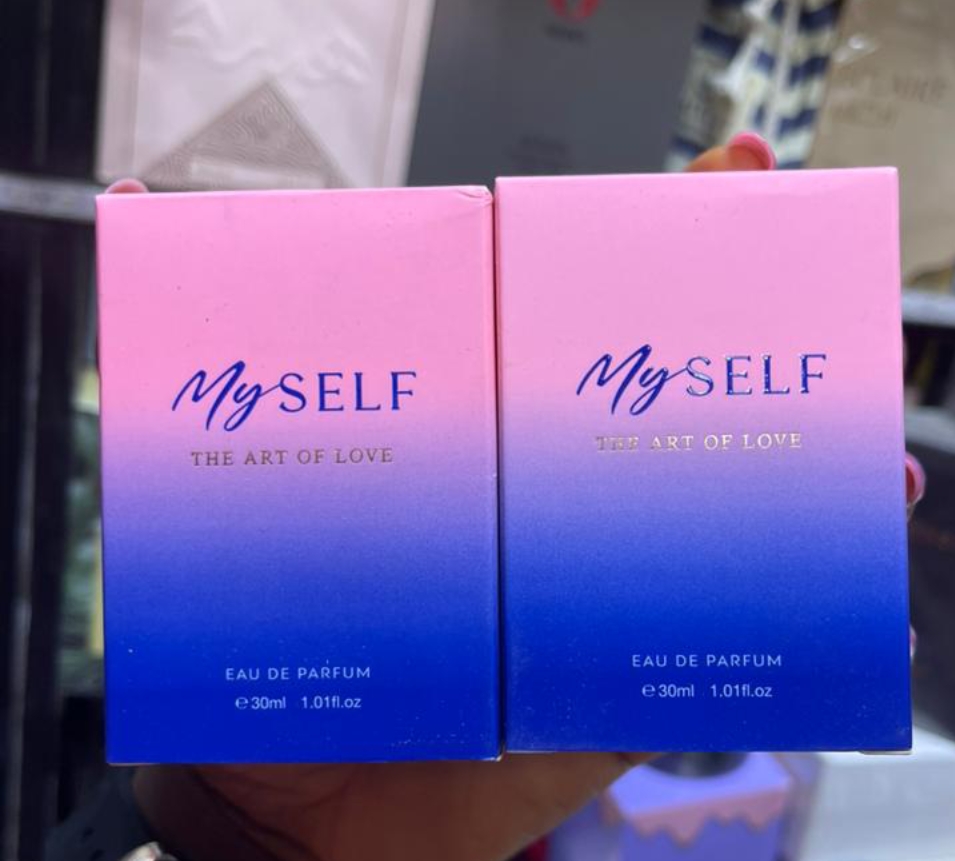 MySELF
THE ART OF LOVE
EAU DE PARFUM
℮30ml 1.01fl.oz
MySELF
THE ART OF LOVE
EAU DE PARFUM
℮30ml 1.01fl.oz